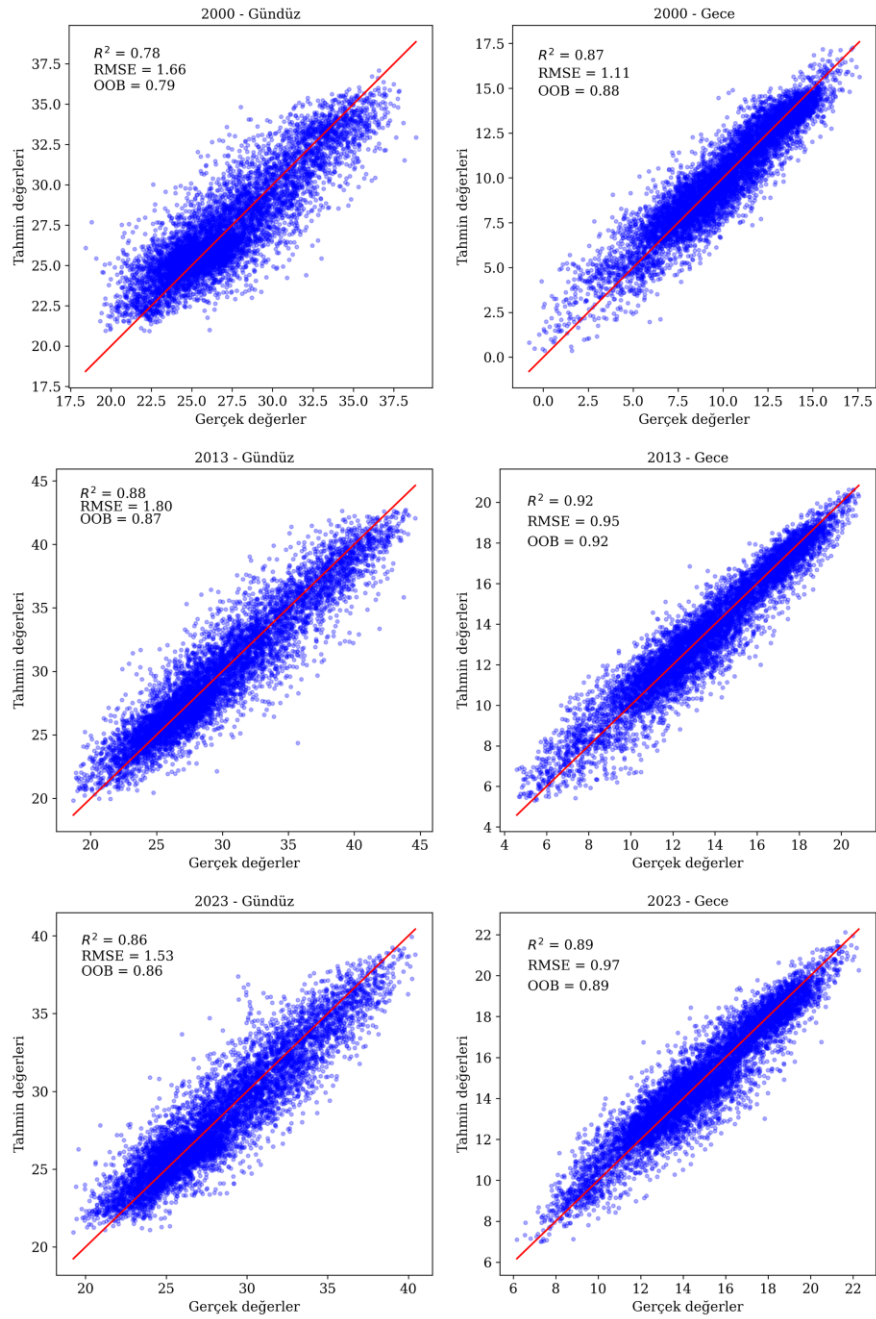 2000 - Gündüz
R² = 0.78
RMSE = 1.66
OOB = 0.79
Tahmin değerleri
37.5
35.0
32.5
30.0
27.5
25.0
22.5
20.0
17.5
17.5 20.0 22.5 25.0 27.5 30.0 32.5 35.0 37.5
Gerçek değerler
2000 - Gece
R² = 0.87
RMSE = 1.11
OOB = 0.88
Tahmin değerleri
17.5
15.0
12.5
10.0
7.5
5.0
2.5
0.0
0.0 2.5 5.0 7.5 10.0 12.5 15.0 17.5
Gerçek değerler
2013 - Gündüz
R² = 0.88
RMSE = 1.80
OOB = 0.87
Tahmin değerleri
45
40
35
30
25
20
20 25 30 35 40 45
Gerçek değerler
2013 - Gece
R² = 0.92
RMSE = 0.95
OOB = 0.92
Tahmin değerleri
20
18
16
14
12
10
8
6
4
4 6 8 10 12 14 16 18 20
Gerçek değerler
2023 - Gündüz
R² = 0.86
RMSE = 1.53
OOB = 0.86
Tahmin değerleri
40
35
30
25
20
20 25 30 35 40
Gerçek değerler
2023 - Gece
R² = 0.89
RMSE = 0.97
OOB = 0.89
Tahmin değerleri
22
20
18
16
14
12
10
8
6
6 8 10 12 14 16 18 20 22
Gerçek değerler